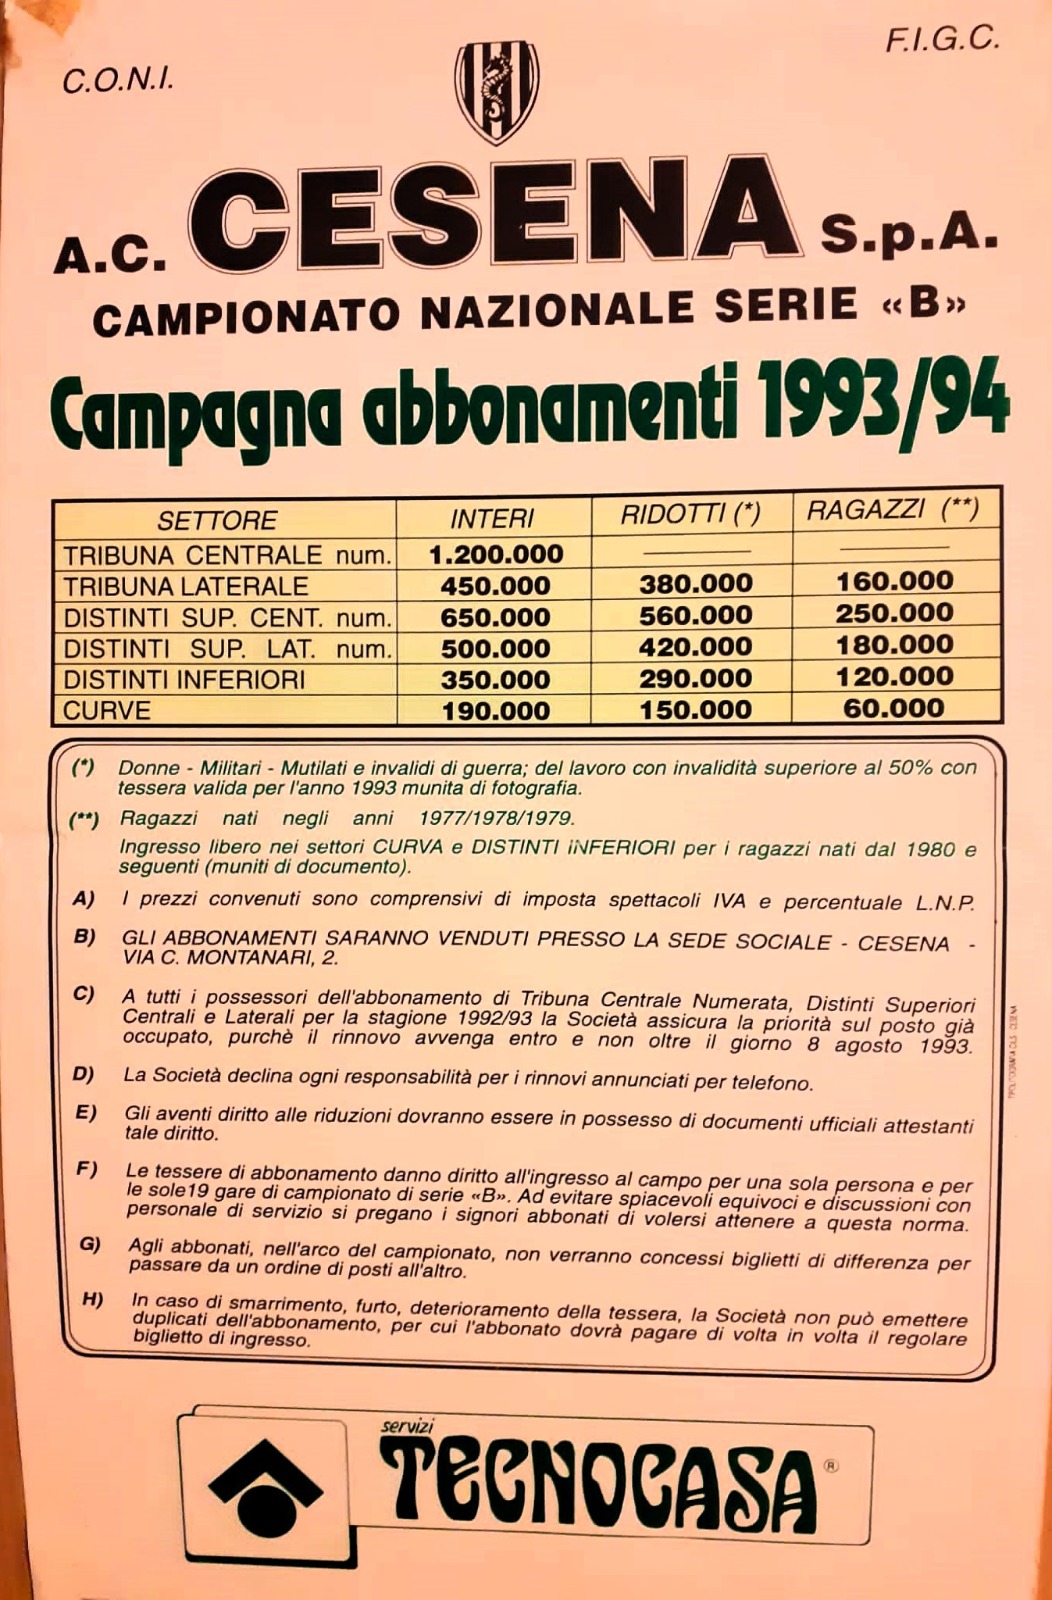 C.O.N.I.
F.I.G.C.
A.C. CESENA S.p.A.
CAMPIONATO NAZIONALE SERIE «B»
Campagna abbonamenti 1993/94
SETTORE INTERI RIDOTTI (*) RAGAZZI (**)
TRIBUNA CENTRALE num. 1.200.000
TRIBUNA LATERALE 450.000 380.000 160.000
DISTINTI SUP. CENT. num. 650.000 560.000 250.000
DISTINTI SUP. LAT. num. 500.000 420.000 180.000
DISTINTI INFERIORI 350.000 290.000 120.000
CURVE 190.000 150.000 60.000
(*) Donne - Militari - Mutilati e invalidi di guerra; del lavoro con invalidità superiore al 50% con
tessera valida per l'anno 1993 munita di fotografia.
(**) Ragazzi nati negli anni 1977/1978/1979.
Ingresso libero nei settori CURVA e DISTINTI INFERIORI per i ragazzi nati dal 1980 e
seguenti (muniti di documento).
A) I prezzi convenuti sono comprensivi di imposta spettacoli IVA e percentuale L.N.P.
B) GLI ABBONAMENTI SARANNO VENDUTI PRESSO LA SEDE SOCIALE - CESENA -
VIA C. MONTANARI, 2.
C) A tutti i possessori dell'abbonamento di Tribuna Centrale Numerata, Distinti Superiori
Centrali e Laterali per la stagione 1992/93 la Società assicura la priorità sul posto già
occupato, purchè il rinnovo avvenga entro e non oltre il giorno 8 agosto 1993.
D) La Società declina ogni responsabilità per i rinnovi annunciati per telefono.
E) Gli aventi diritto alle riduzioni dovranno essere in possesso di documenti ufficiali attestanti
tale diritto.
F) Le tessere di abbonamento danno diritto all'ingresso al campo per una sola persona e per
le sole19 gare di campionato di serie «B». Ad evitare spiacevoli equivoci e discussioni con
personale di servizio si pregano i signori abbonati di volersi attenere a questa norma.
G) Agli abbonati, nell'arco del campionato, non verranno concessi biglietti di differenza per
passare da un ordine di posti all'altro.
H) In caso di smarrimento, furto, deterioramento della tessera, la Società non può emettere
duplicati dell'abbonamento, per cui l'abbonato dovrà pagare di volta in volta il regolare
biglietto di ingresso.
servizi
TECNOCASA ®